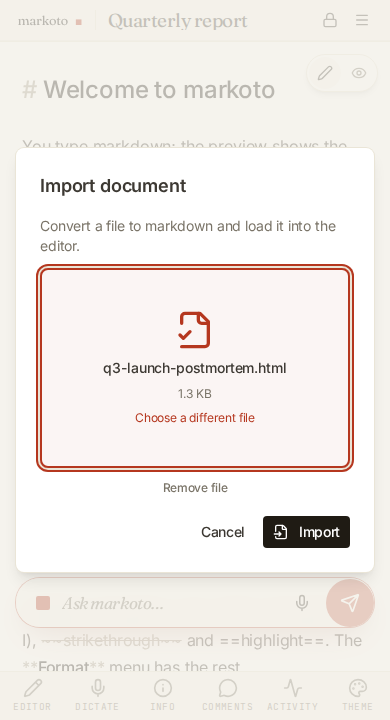 markoto
Quarterly report
# Welcome to markoto
You type markdown; the preview shows the
Import document
Convert a file to markdown and load it into the
editor.
q3-launch-postmortem.html
1.3 KB
Choose a different file
Remove file
Cancel
Import
Ask markoto...
I), ~~strikethrough~~ and ==highlight==. The
**Format** menu has the rest
EDITOR
DICTATE
INFO
COMMENTS
ACTIVITY
THEME